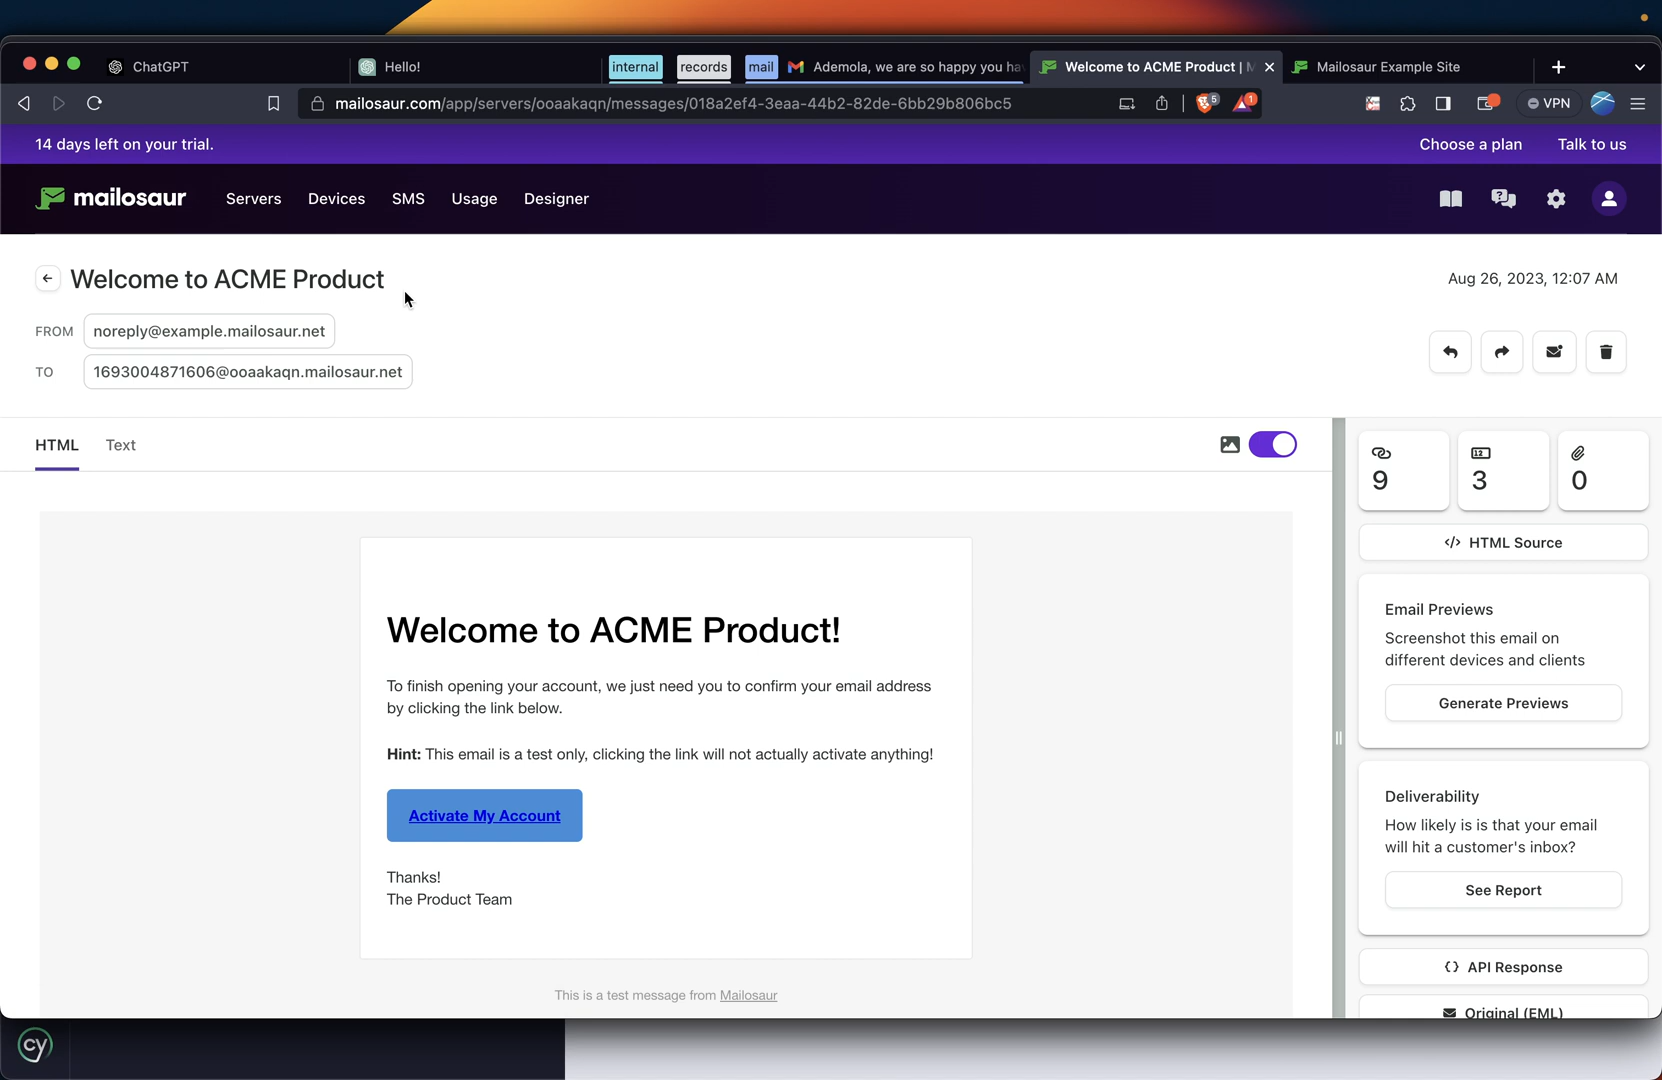 ChatGPT
Hello!
internal
records
mail
Ademola, we are so happy you ha
Welcome to ACME Product | M
Mailosaur Example Site
mailosaur.com/app/servers/ooaakaqn/messages/018a2ef4-3eaa-44b2-82de-6bb29b806bc5
5
1
VPN
14 days left on your trial.
Choose a plan
Talk to us
mailosaur
Servers
Devices
SMS
Usage
Designer
Welcome to ACME Product
Aug 26, 2023, 12:07 AM
FROM noreply@example.mailosaur.net
TO 1693004871606@ooaakaqn.mailosaur.net
HTML
Text
12
9
3
0
</> HTML Source
Welcome to ACME Product!
To finish opening your account, we just need you to confirm your email address
by clicking the link below.
Hint: This email is a test only, clicking the link will not actually activate anything!
Activate My Account
Thanks!
The Product Team
This is a test message from Mailosaur
Email Previews
Screenshot this email on
different devices and clients
Generate Previews
Deliverability
How likely is is that your email
will hit a customer's inbox?
See Report
{} API Response
Original (EML)
cy